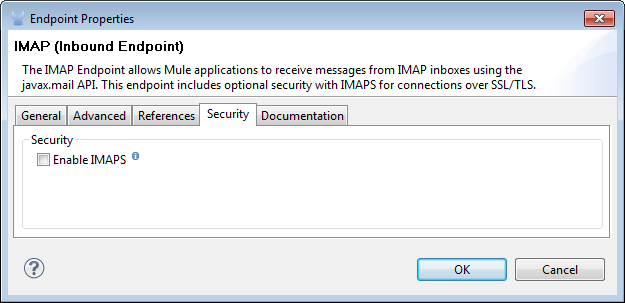 Endpoint Properties
IMAP (Inbound Endpoint)
The IMAP Endpoint allows Mule applications to receive messages from IMAP inboxes using the
javax.mail API. This endpoint includes optional security with IMAPS for connections over SSL/TLS.
General Advanced References Security Documentation
Security
Enable IMAPS
OK Cancel